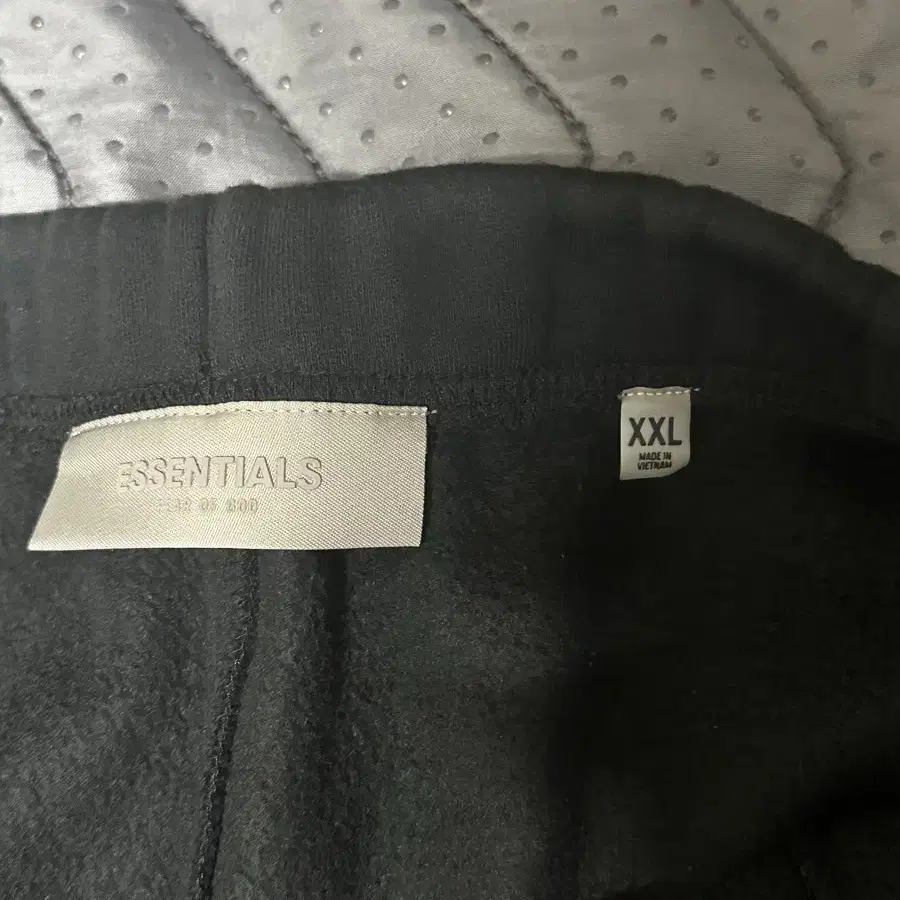 ESSENTIALS
FEAR OF GOD
XXL
MADE IN
VIETNAM